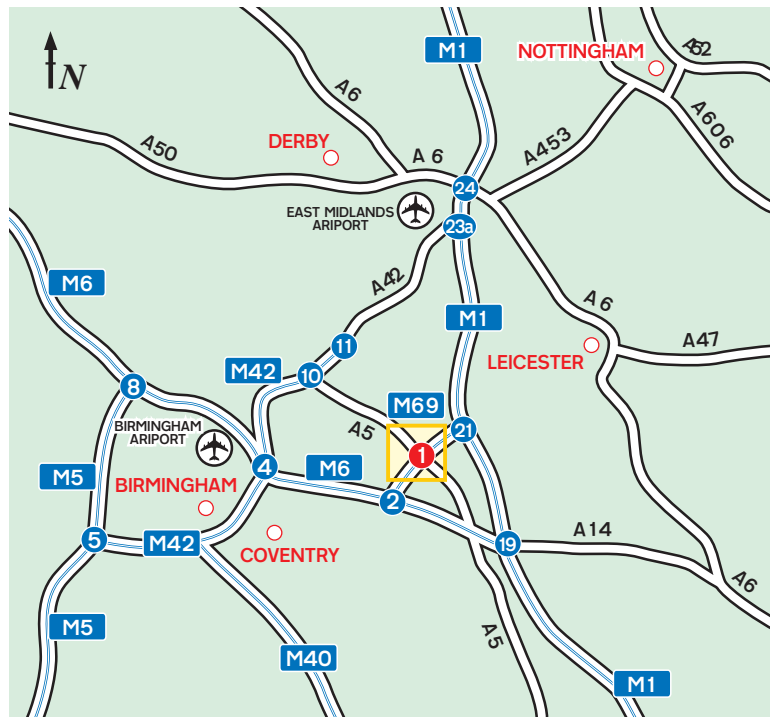 M1
NOTTINGHAM
A62
N
A6
A606
A50
DERBY
A 6
A453
24
EAST MIDLANDS
ARIPORT
23a
M6
A42
A6
M1
11
LEICESTER
A47
M42
10
8
M69
A5
BIRMINGHAM
ARIPORT
21
1
4
M6
M5
BIRMINGHAM
2
5
M42
COVENTRY
19
A14
A6
M5
A5
M40
M1